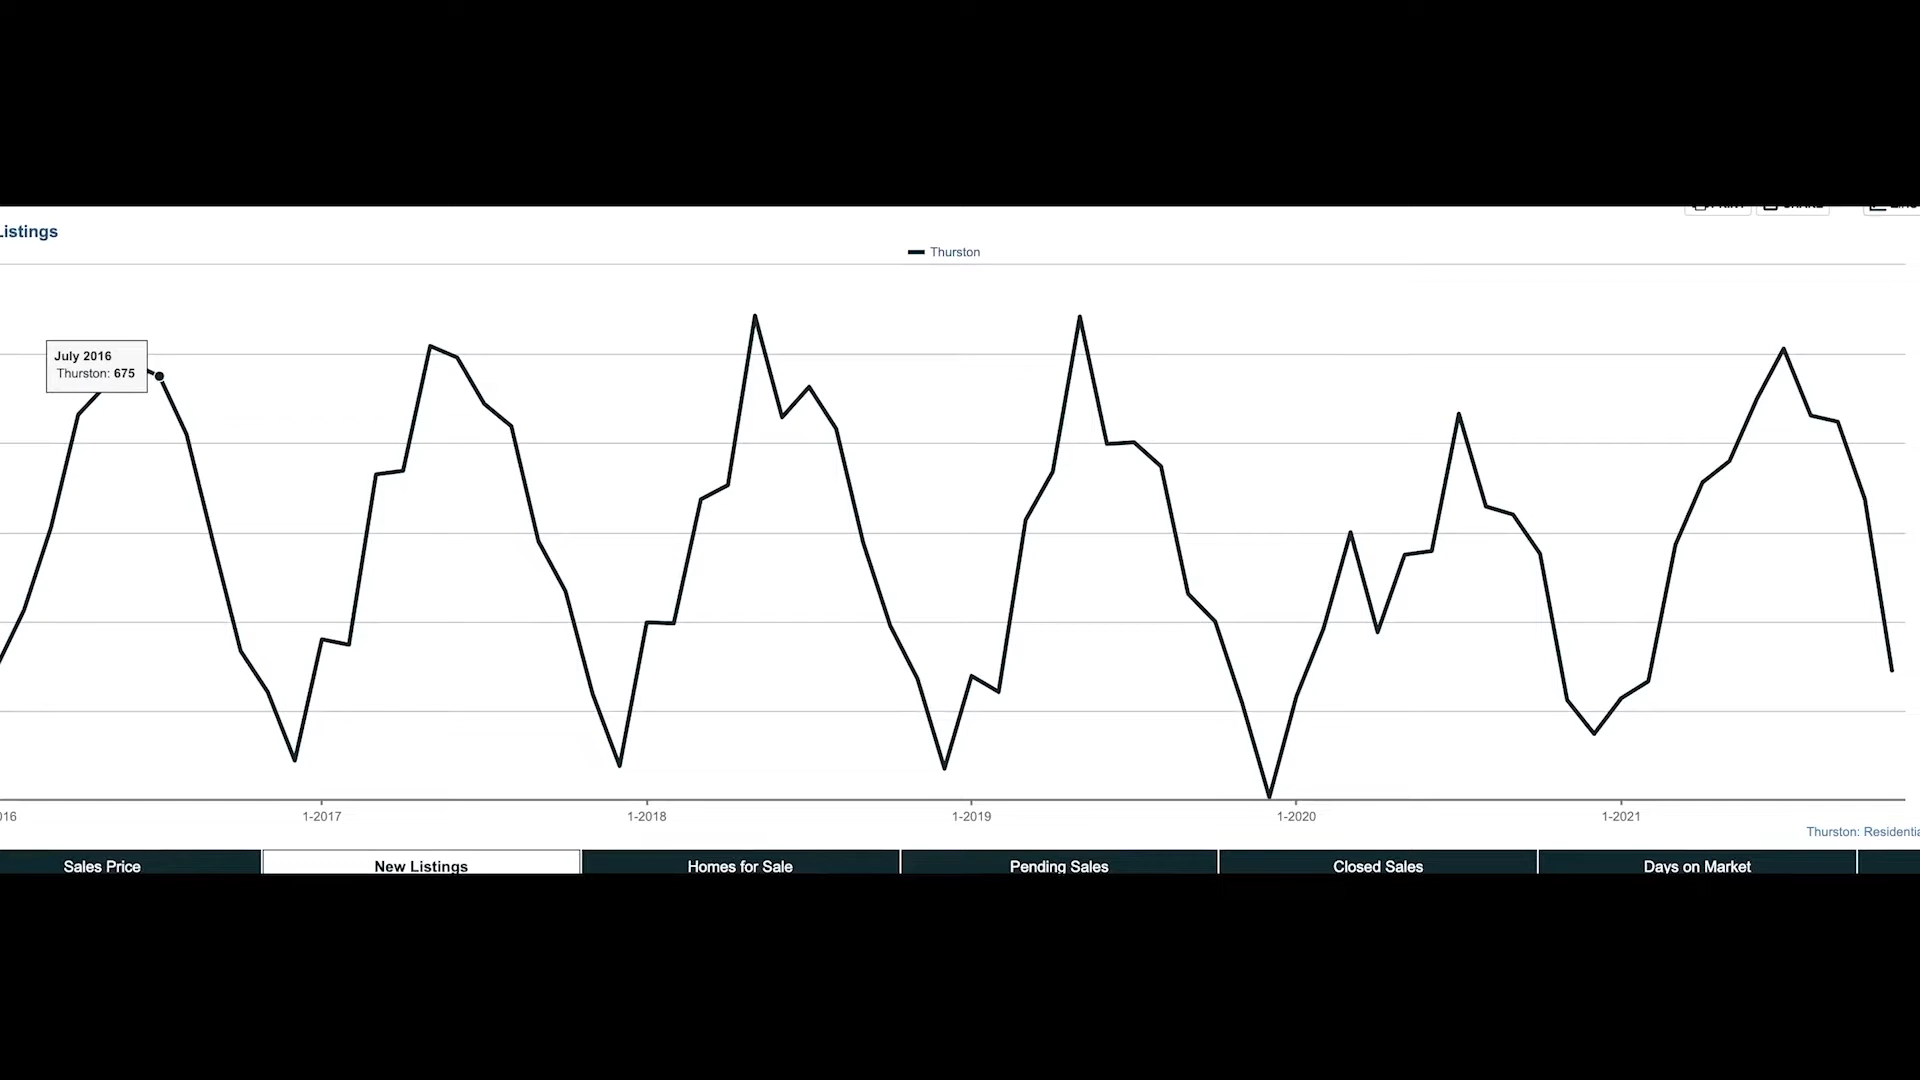 Listings
Thurston
July 2016
Thurston: 675
016
1-2017
1-2018
1-2019
1-2020
1-2021
Thurston: Residentia
Sales Price
New Listings
Homes for Sale
Pending Sales
Closed Sales
Days on Market